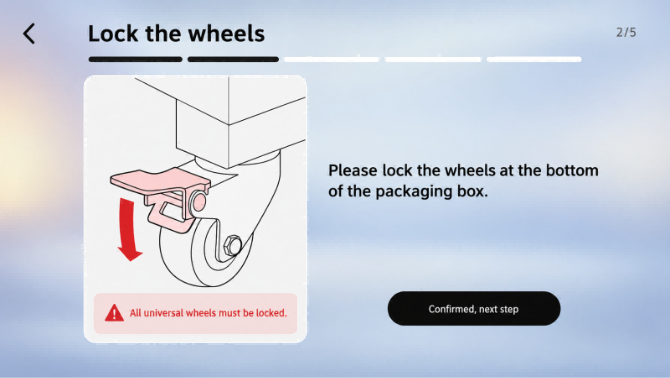 Lock the wheels
2/5
Please lock the wheels at the bottom
of the packaging box.
All universal wheels must be locked.
Confirmed, next step